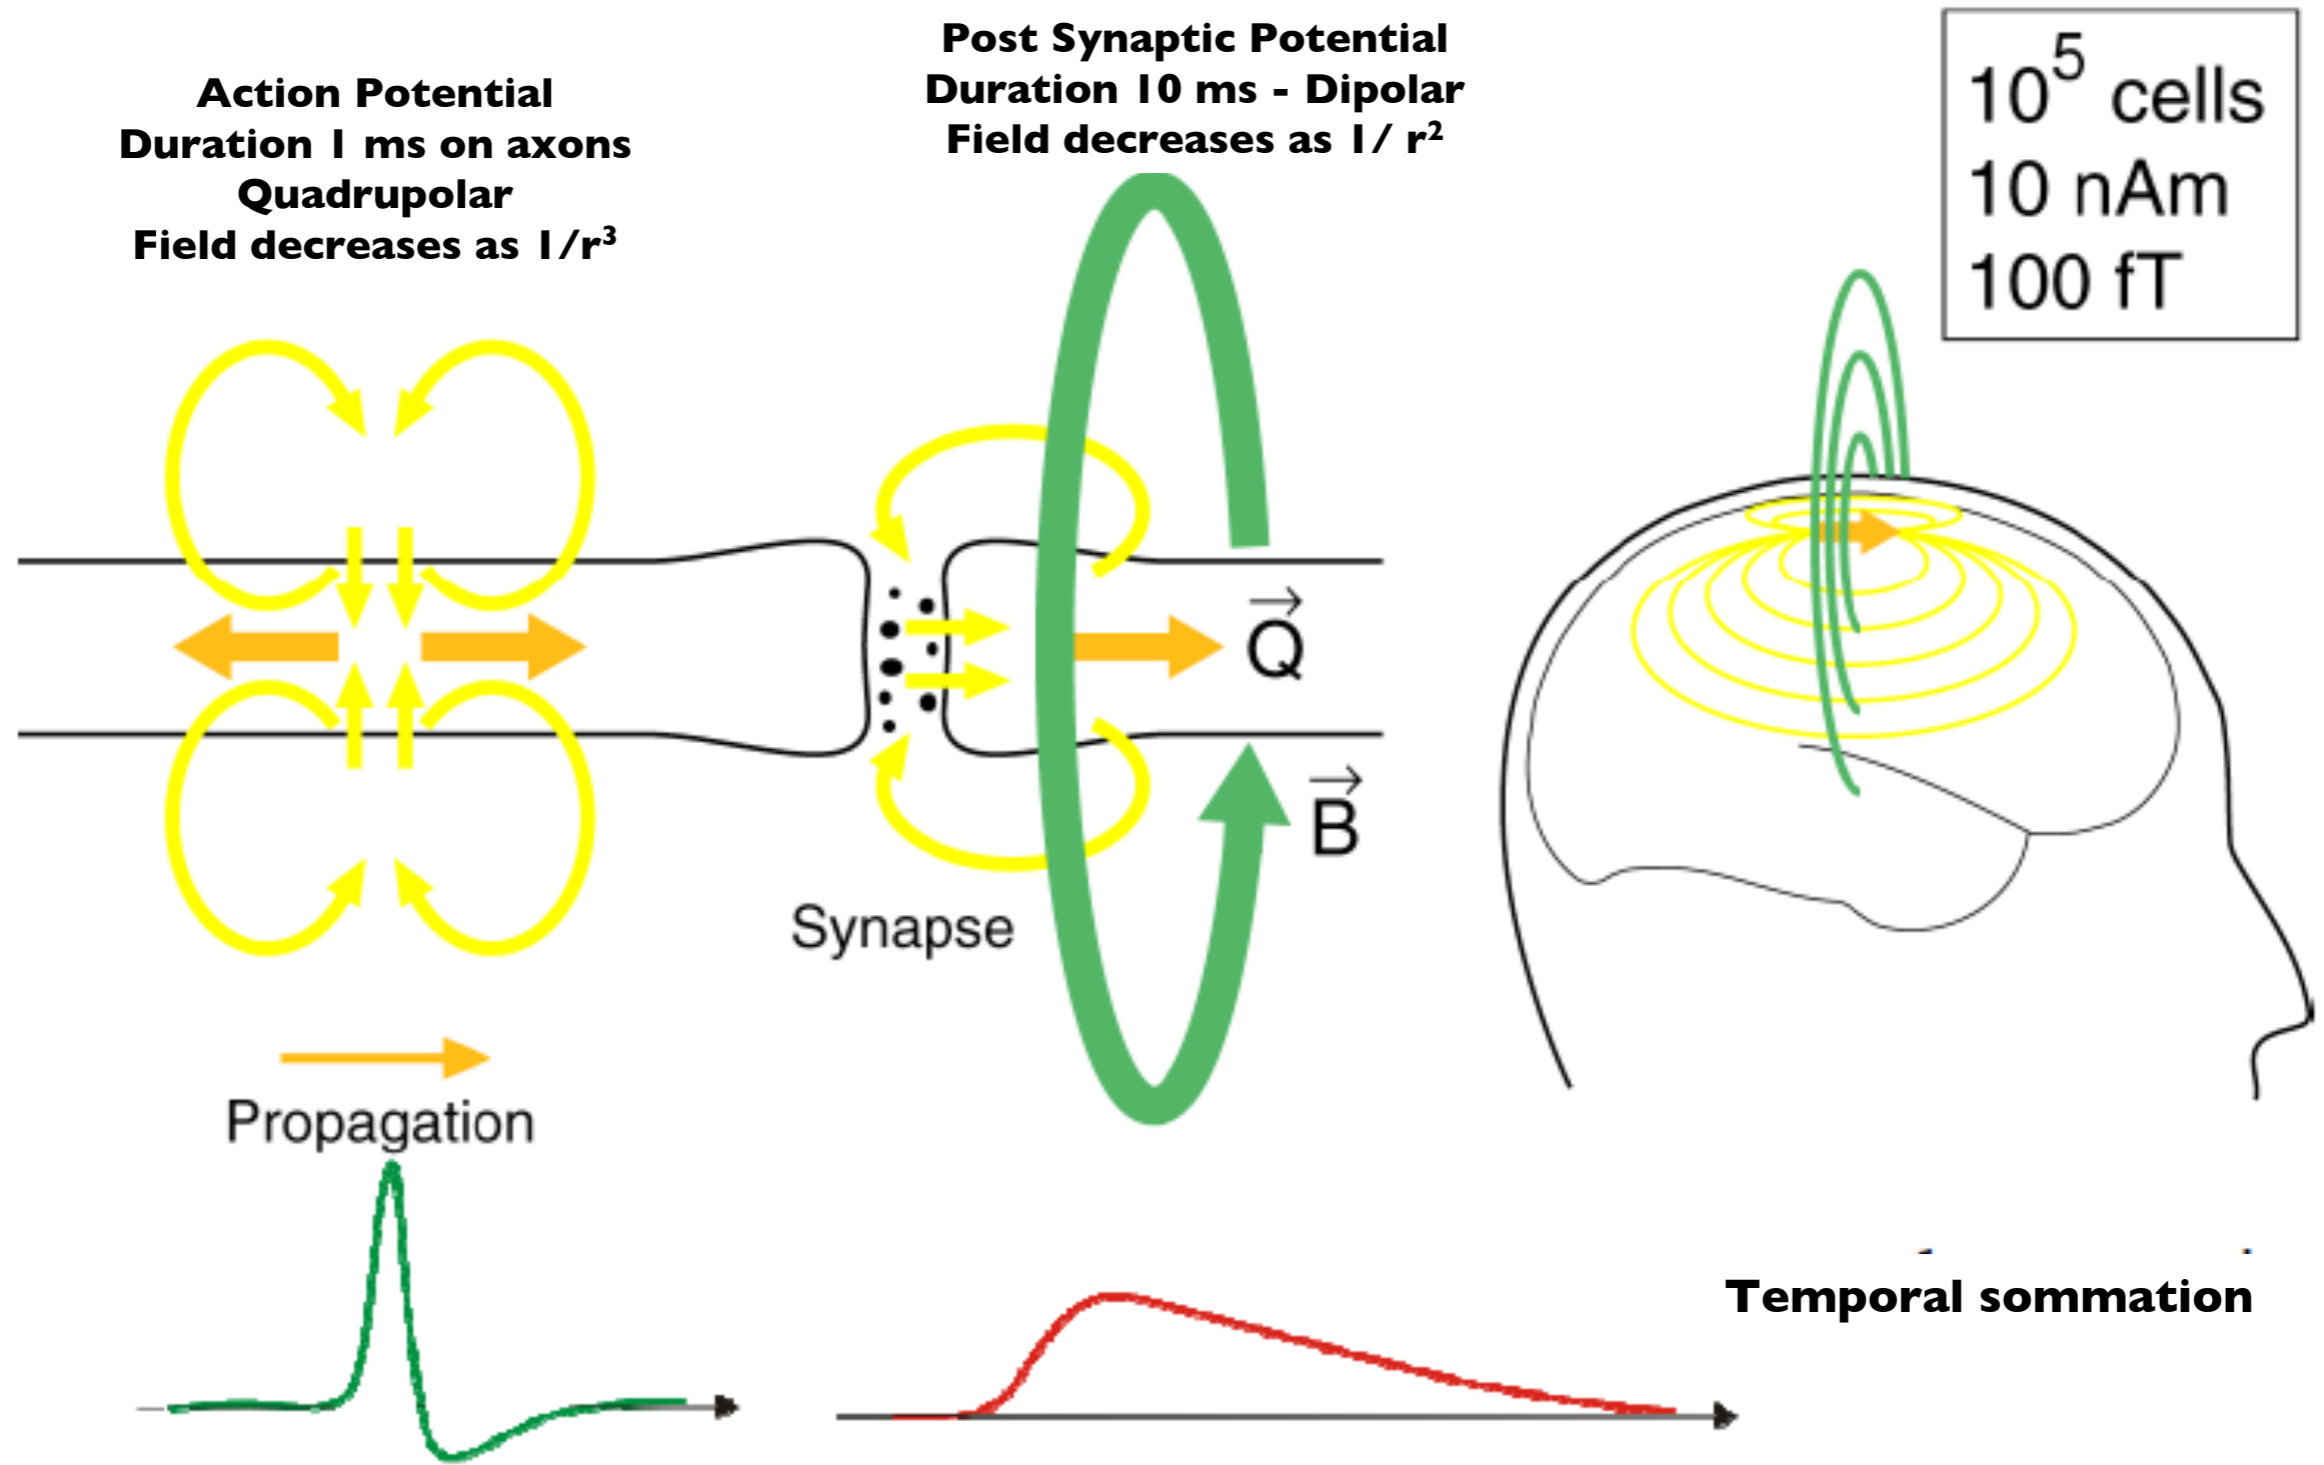 Action Potential
Duration 1 ms on axons
Quadrupolar
Field decreases as 1/r³
Post Synaptic Potential
Duration 10 ms - Dipolar
Field decreases as 1/ r²
10⁵ cells
10 nAm
100 fT
Q⃗
B⃗
Synapse
Propagation
Temporal sommation